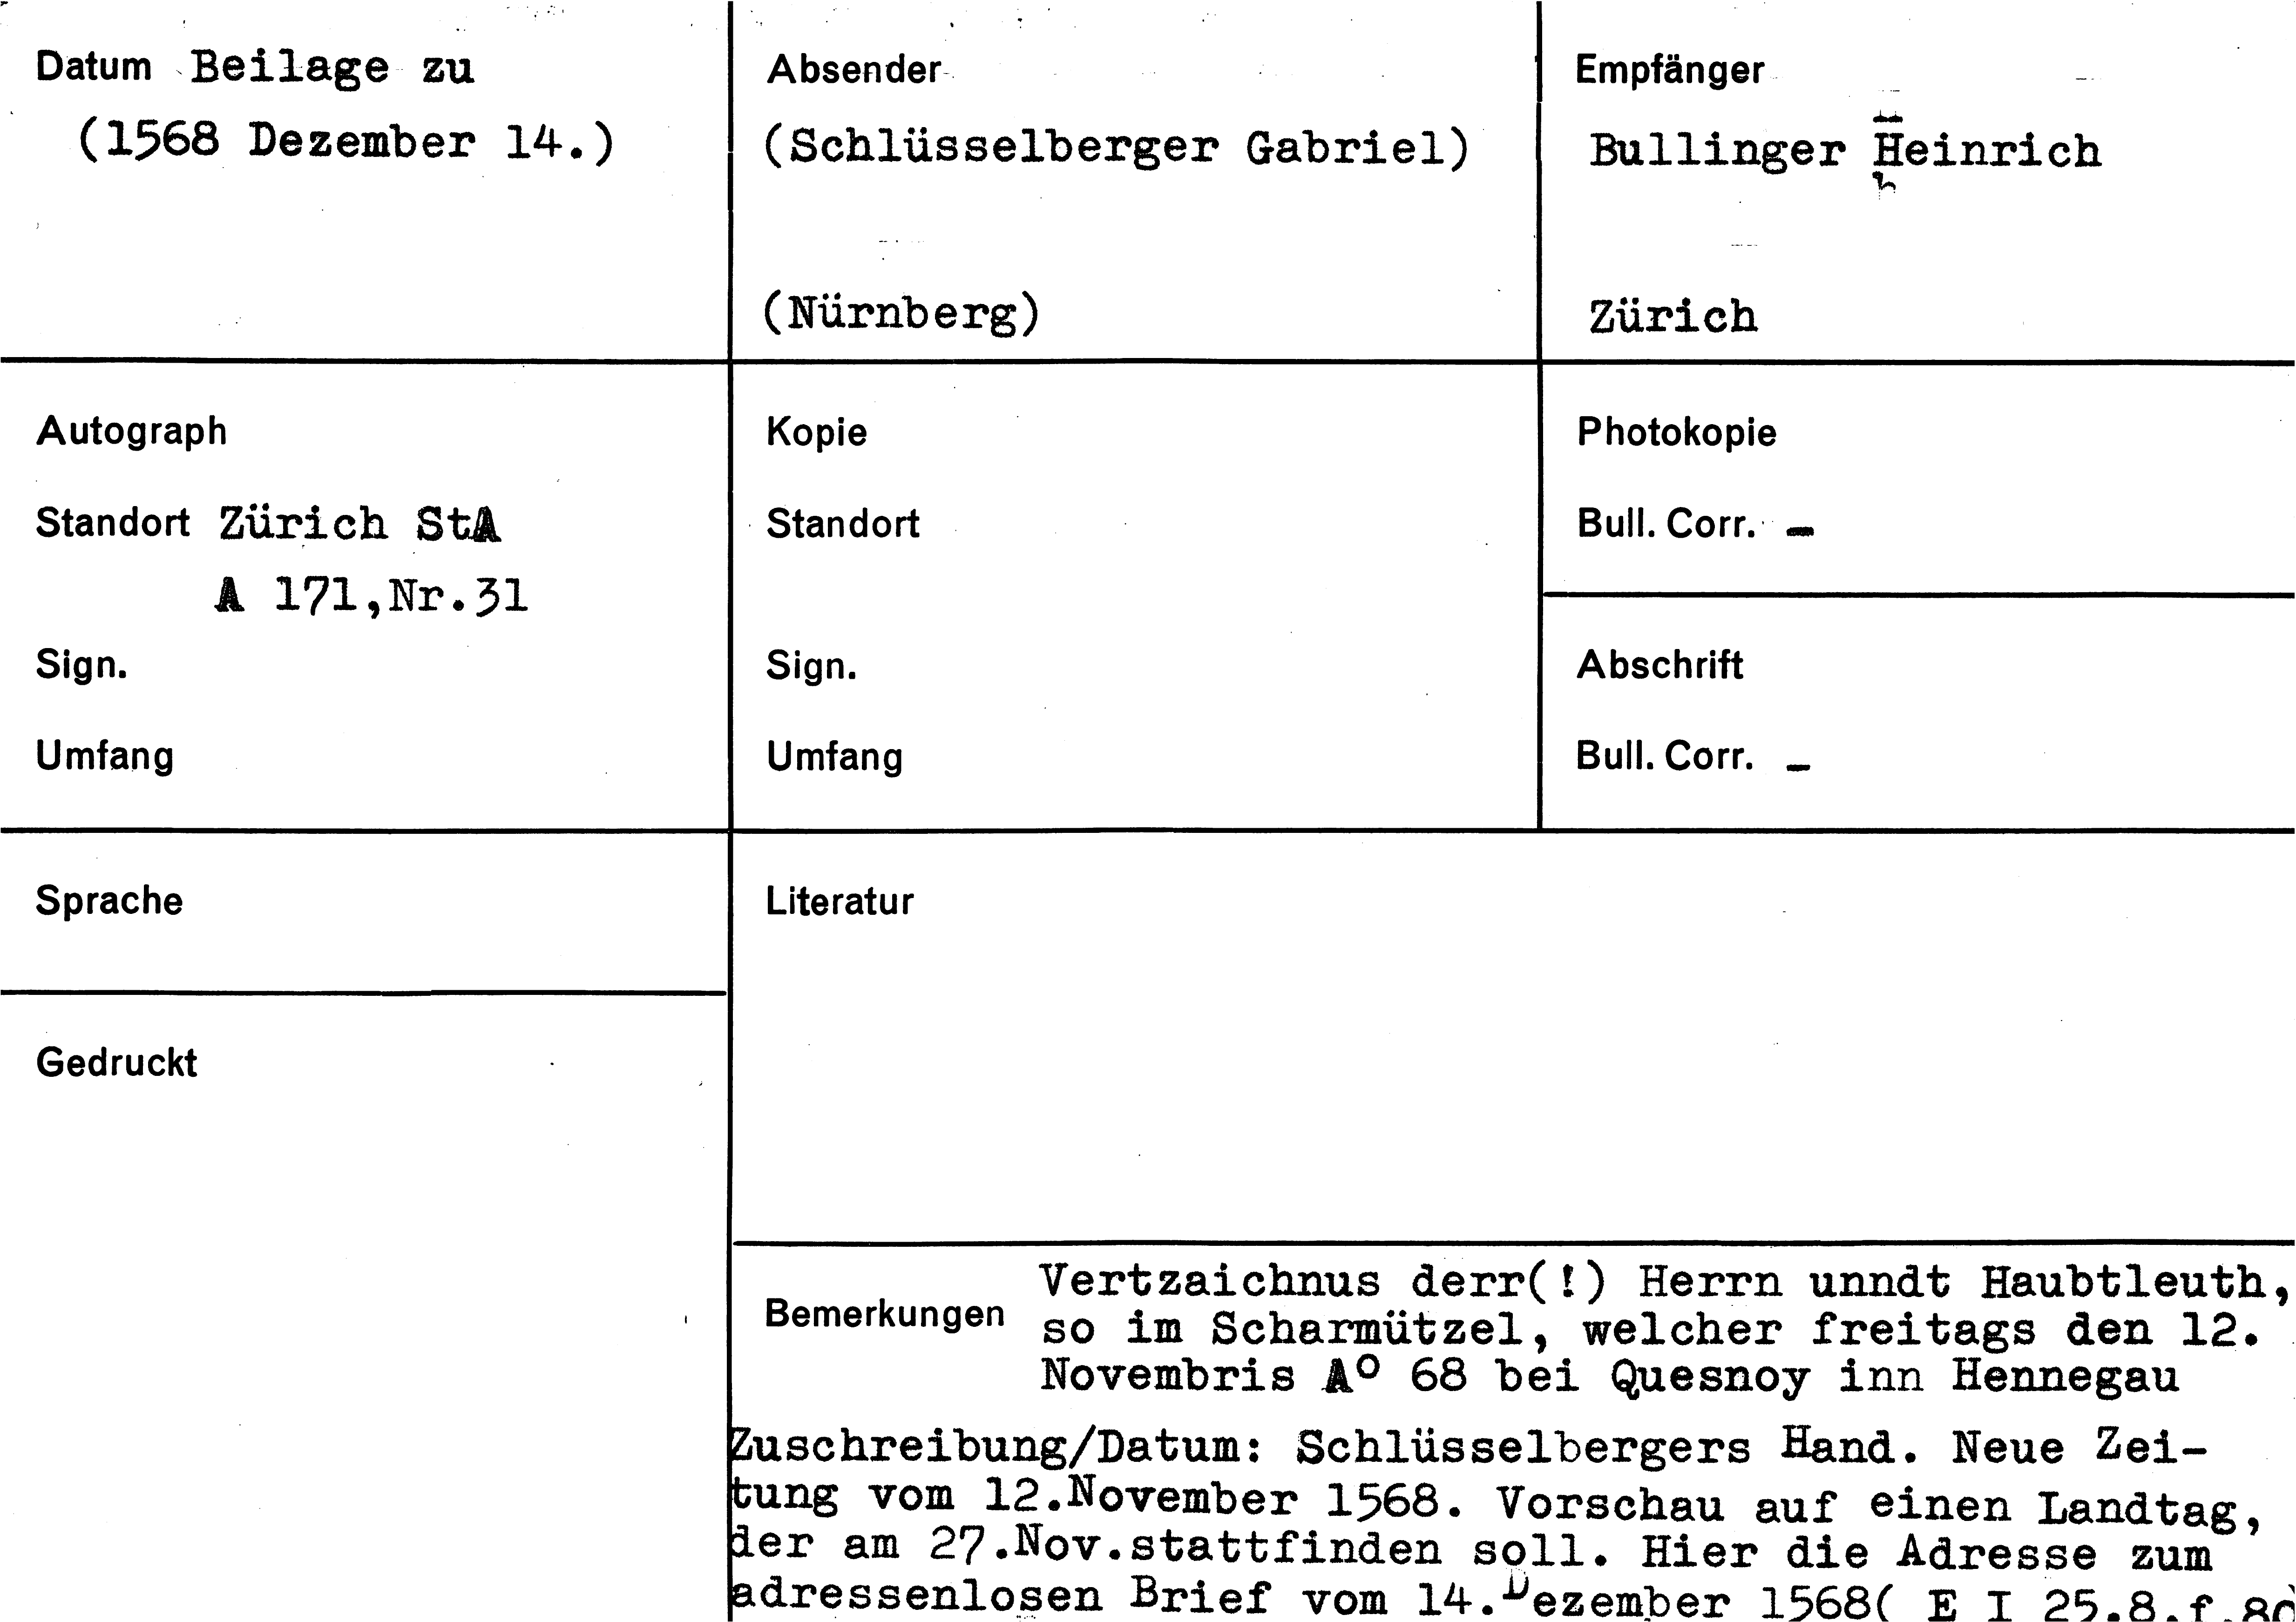 Datum Beilage zu
(1568 Dezember 14.)
Absender
(Schlüsselberger Gabriel)
(Nürnberg)
Empfänger
Bullinger Heinrich
Zürich
Autograph
Standort Zürich StA
A 171,Nr.31
Sign.
Umfang
Kopie
Standort
Sign.
Umfang
Photokopie
Bull. Corr. -
Abschrift
Bull. Corr. -
Sprache
Literatur
Gedruckt
Bemerkungen
Vertzaichnus derr(!) Herrn unndt Haubtleuth,
so im Scharmützel, welcher freitags den 12.
Novembris A° 68 bei Quesnoy inn Hennegau
Zuschreibung/Datum: Schlüsselbergers Hand. Neue Zei-
tung vom 12.November 1568. Vorschau auf einen Landtag,
der am 27.Nov.stattfinden soll. Hier die Adresse zum
adressenlosen Brief vom 14.Dezember 1568( E I 25.8.f.